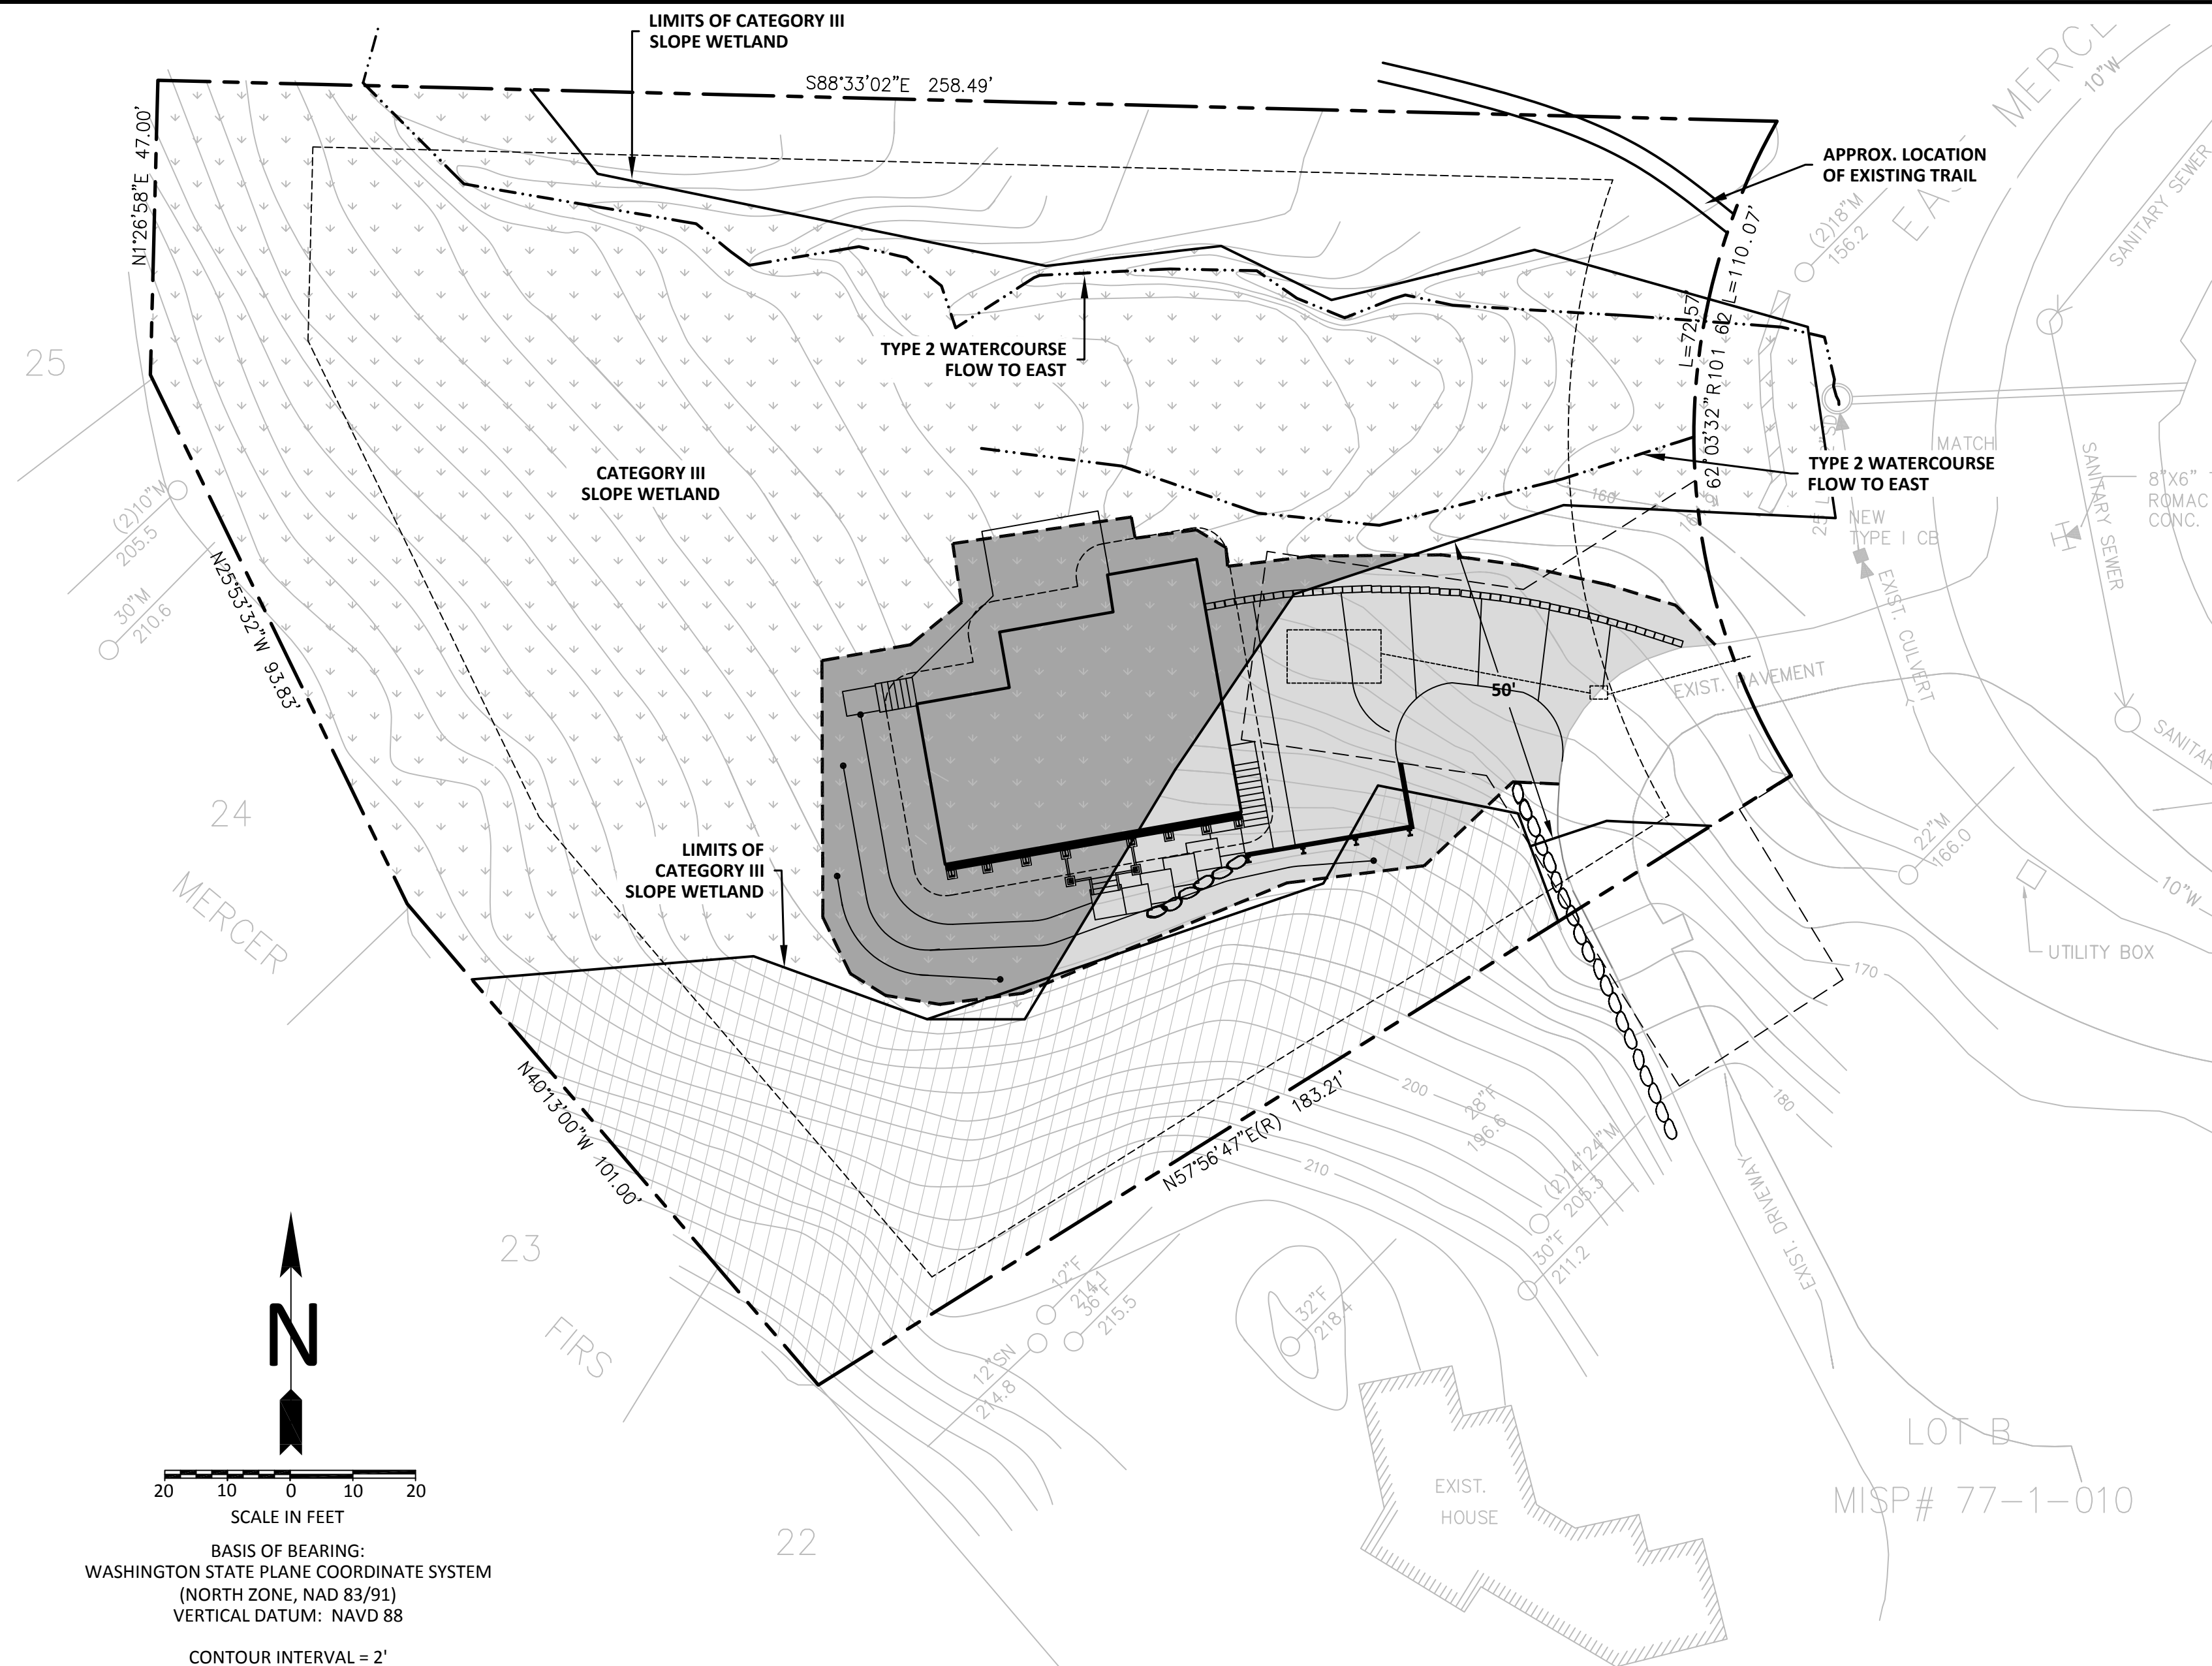 LIMITS OF CATEGORY III
SLOPE WETLAND
S88°33'02"E 258.49'
N1°26'58"E 47.00'
APPROX. LOCATION
OF EXISTING TRAIL
(2)18"M
156.2
10"W
SANITARY SEWER
L=110.07'
L=72.57'
62°03'32" R101 62
TYPE 2 WATERCOURSE
FLOW TO EAST
25
CATEGORY III
SLOPE WETLAND
TYPE 2 WATERCOURSE
FLOW TO EAST
MATCH
8"X6"
ROMAC
CONC.
SANITARY SEWER
NEW
TYPE I CB
EXIST. CULVERT
160
(2)10"M
205.5
30"M
210.6
N25°53'32"W 93.83'
50'
EXIST. PAVEMENT
24
MERCER
LIMITS OF
CATEGORY III
SLOPE WETLAND
22"M
166.0
10"W
UTILITY BOX
170
180
N40°13'00"W 101.00'
N57°56'47"E(R) 183.21'
200
210
28"F
196.6
(2)14"24"M
205.3
30"F
211.2
EXIST. DRIVEWAY
23
FIRS
12"F
214.1
36"F
215.5
32"F
218.4
12"SN
214.8
N
20 10 0 10 20
SCALE IN FEET
BASIS OF BEARING:
WASHINGTON STATE PLANE COORDINATE SYSTEM
(NORTH ZONE, NAD 83/91)
VERTICAL DATUM: NAVD 88
CONTOUR INTERVAL = 2'
22
EXIST.
HOUSE
LOT B
MISP# 77-1-010